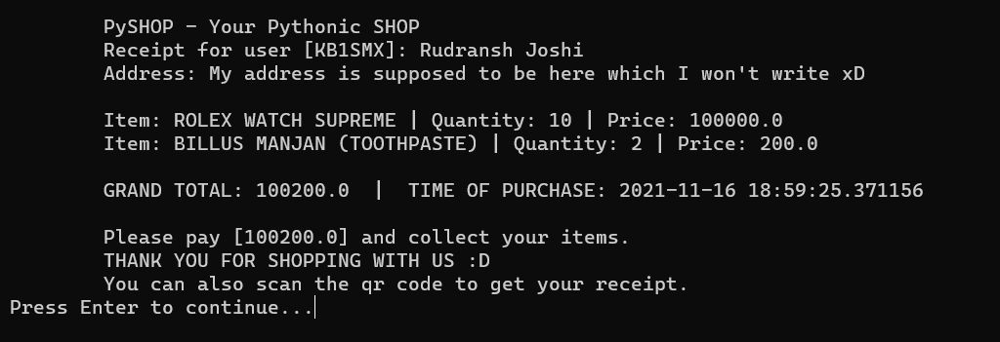 PySHOP - Your Pythonic SHOP
Receipt for user [KB1SMX]: Rudransh Joshi
Address: My address is supposed to be here which I won't write xD
Item: ROLEX WATCH SUPREME | Quantity: 10 | Price: 100000.0
Item: BILLUS MANJAN (TOOTHPASTE) | Quantity: 2 | Price: 200.0
GRAND TOTAL: 100200.0 | TIME OF PURCHASE: 2021-11-16 18:59:25.371156
Please pay [100200.0] and collect your items.
THANK YOU FOR SHOPPING WITH US :D
You can also scan the qr code to get your receipt.
Press Enter to continue...